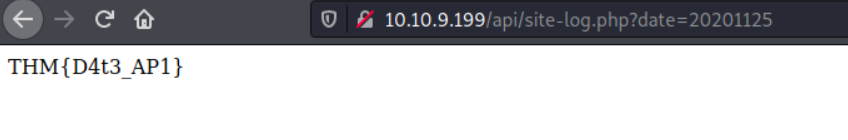 10.10.9.199/api/site-log.php?date=20201125
THM{D4t3_AP1}